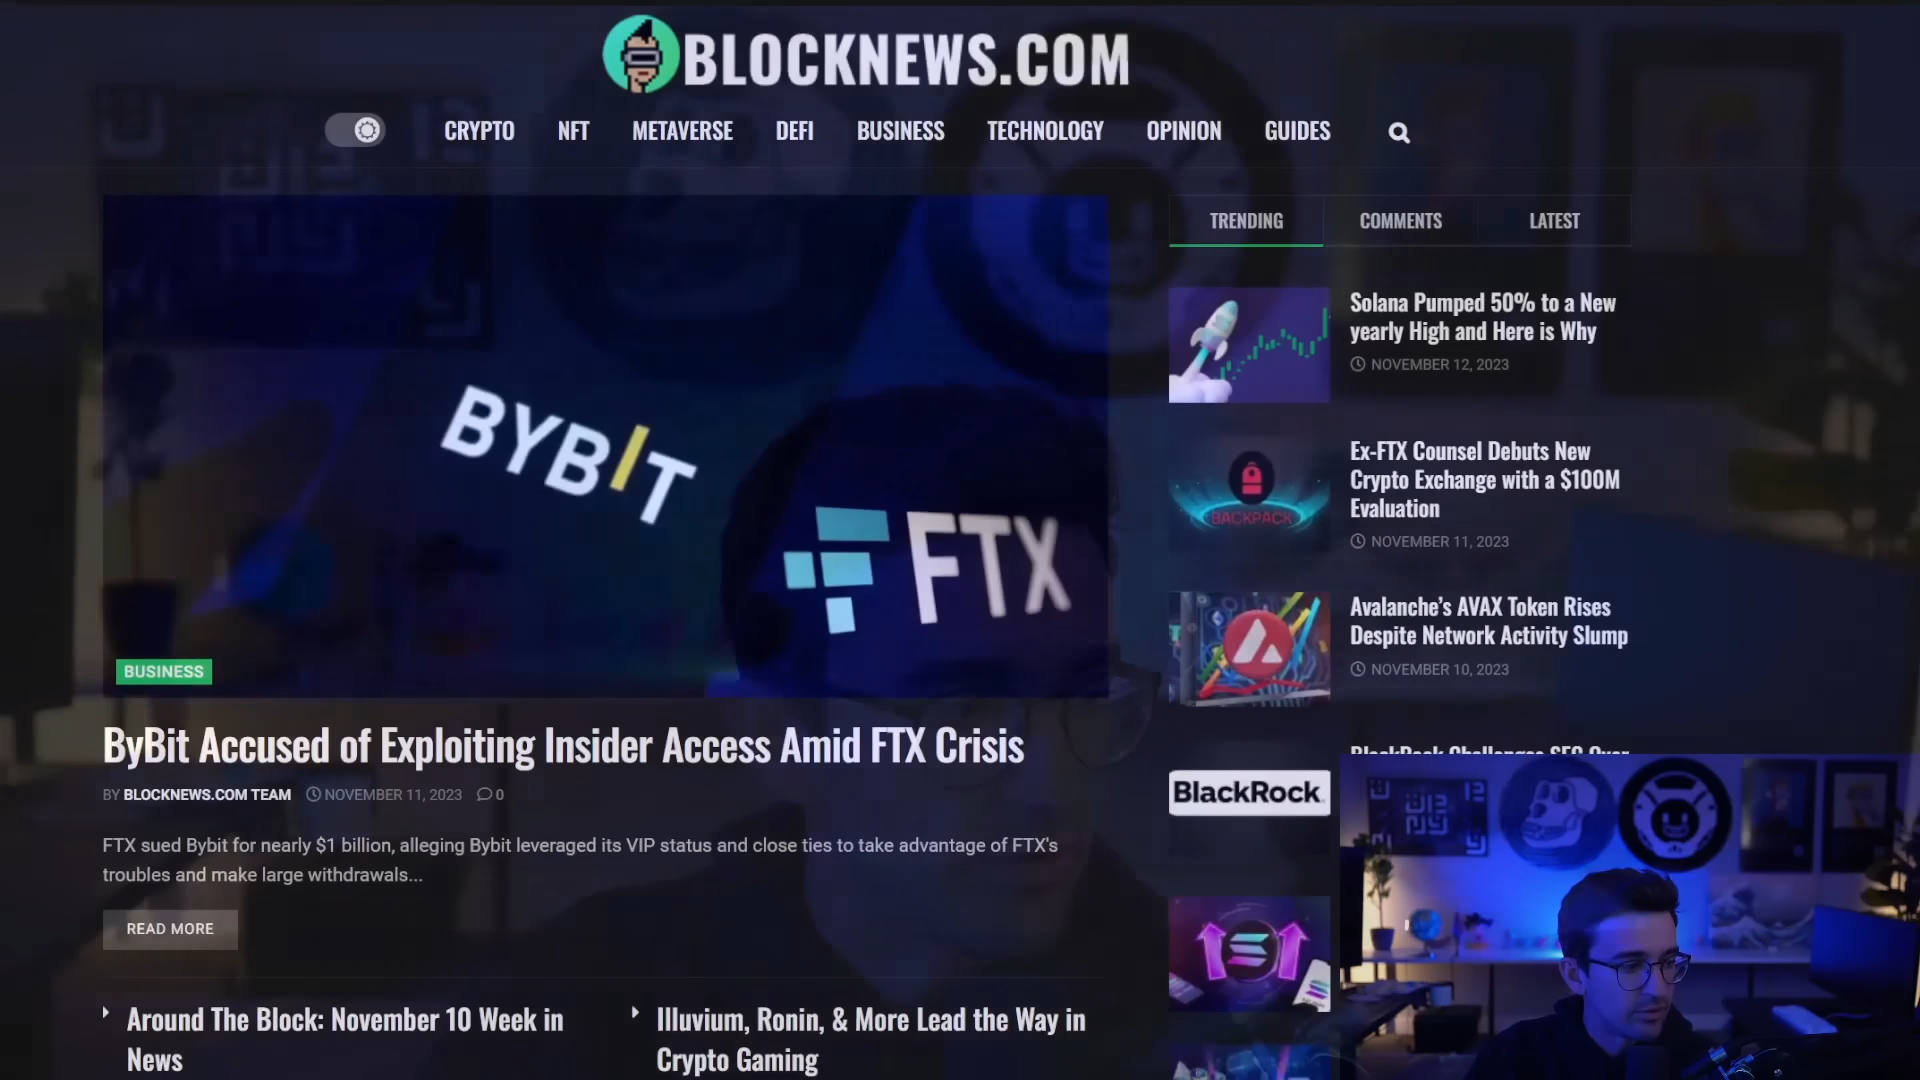 BLOCKNEWS.COM
CRYPTO NFT METAVERSE DEFI BUSINESS TECHNOLOGY OPINION GUIDES
BYBIT
FTX
BUSINESS
ByBit Accused of Exploiting Insider Access Amid FTX Crisis
BY BLOCKNEWS.COM TEAM NOVEMBER 11, 2023 0
FTX sued Bybit for nearly $1 billion, alleging Bybit leveraged its VIP status and close ties to take advantage of FTX's
troubles and make large withdrawals...
READ MORE
Around The Block: November 10 Week in
News
Illuvium, Ronin, & More Lead the Way in
Crypto Gaming
TRENDING COMMENTS LATEST
Solana Pumped 50% to a New
yearly High and Here is Why
NOVEMBER 12, 2023
BACKPACK
Ex-FTX Counsel Debuts New
Crypto Exchange with a $100M
Evaluation
NOVEMBER 11, 2023
Avalanche’s AVAX Token Rises
Despite Network Activity Slump
NOVEMBER 10, 2023
BlackRock Challenges SEC Over
BlackRock.